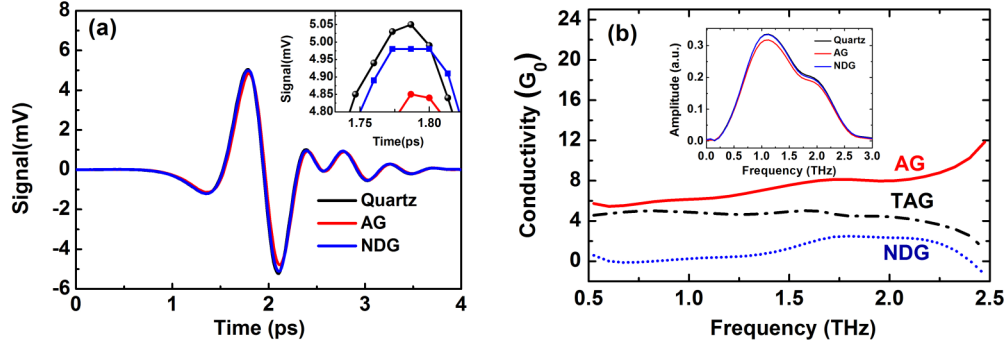 (a)
Signal(mV)
6
4
2
0
-2
-4
-6
0
1
2
3
4
Time (ps)
Quartz
AG
NDG
Signal(mV)
5.05
5.00
4.95
4.90
4.85
4.80
1.75
1.80
Time(ps)
(b)
Conductivity (G0)
24
20
16
12
8
4
0
0.5
1.0
1.5
2.0
2.5
Frequency (THz)
AG
TAG
NDG
Amplitude (a.u.)
0.3
0.2
0.1
0.0
0.0
0.5
1.0
1.5
2.0
2.5
3.0
Frequency (THz)
Quartz
AG
NDG